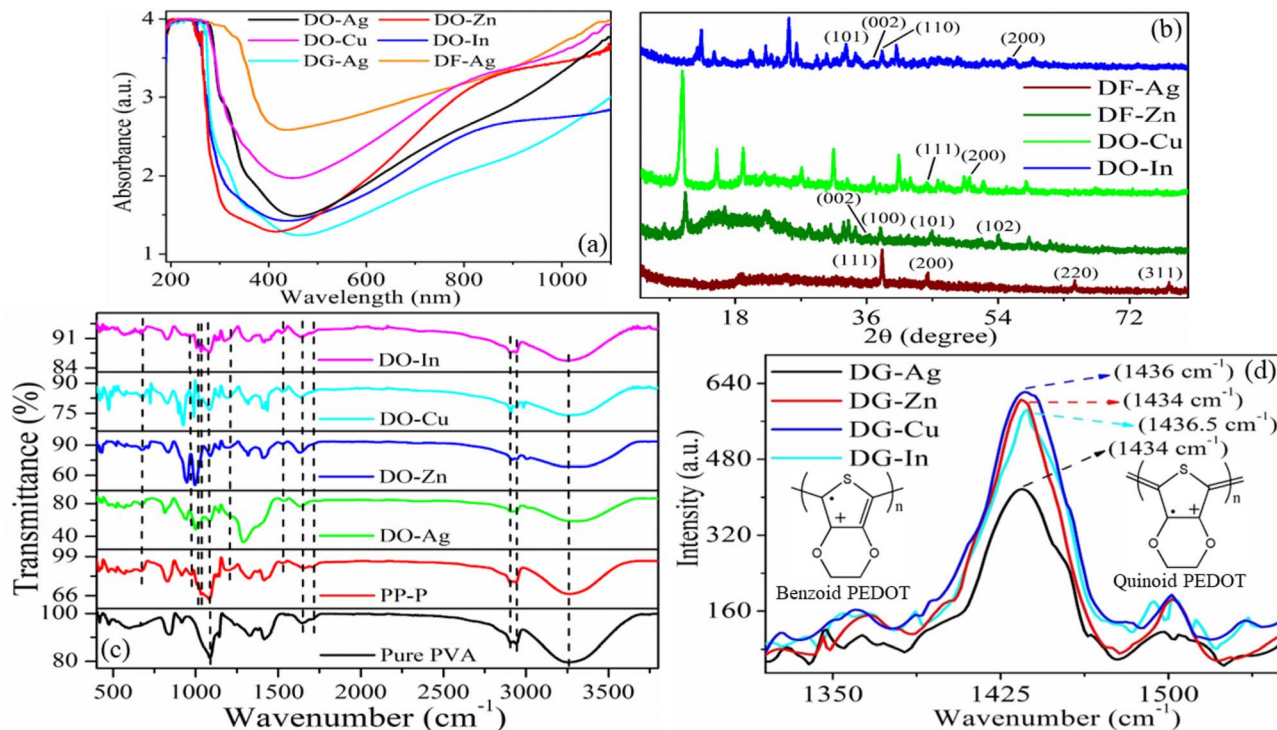 4
3
2
1
Absorbance (a.u.)
DO-Ag
DO-Zn
DO-Cu
DO-In
DG-Ag
DF-Ag
(a)
200
400
600
800
1000
Wavelength (nm)
(b)
(101)
(002)
(110)
(200)
DF-Ag
DF-Zn
DO-Cu
DO-In
(111)
(200)
(002)
(100)
(101)
(102)
(111)
(200)
(220)
(311)
18
36
54
72
2θ (degree)
Transmittance (%)
91
84
DO-In
90
75
DO-Cu
90
60
DO-Zn
80
40
DO-Ag
99
66
PP-P
100
80
(c)
Pure PVA
500
1000
1500
2000
2500
3000
3500
Wavenumber (cm⁻¹)
(d)
Intensity (a.u.)
640
480
320
160
DG-Ag
DG-Zn
DG-Cu
DG-In
(1436 cm⁻¹)
(1434 cm⁻¹)
(1436.5 cm⁻¹)
(1434 cm⁻¹)
S
n
+
O
O
Benzoid PEDOT
S
n
+
O
O
Quinoid PEDOT
1350
1425
1500
Wavenumber (cm⁻¹)